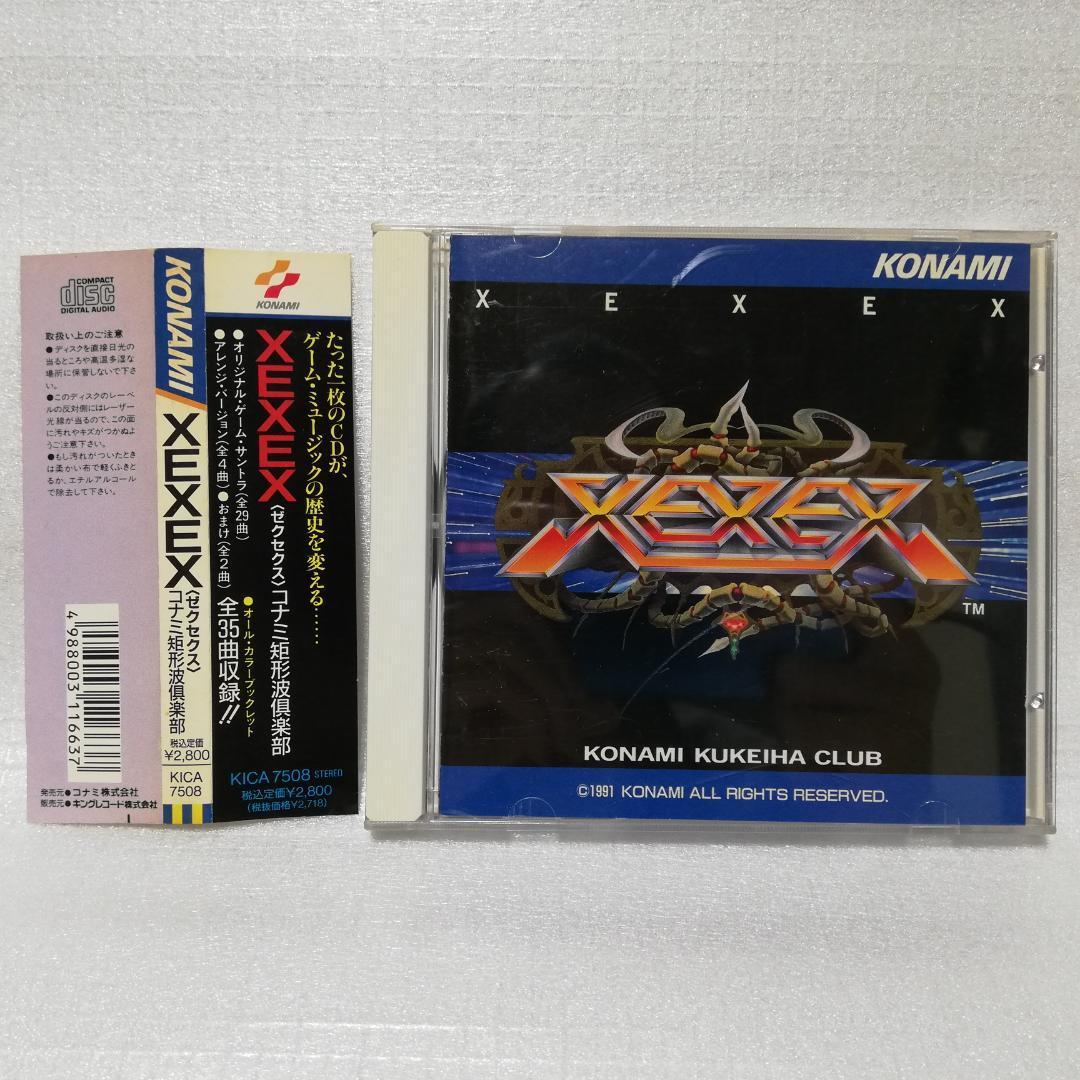 COMPACT
disc
DIGITAL AUDIO
取扱い上のご注意
●ディスクを直接日光の
当るところや高温多湿な
場所に保管しないで下さ
い。
●このディスクのレーベ
ルの反対側にはレーザー
光線が当るので、この面
に汚れやキズがつかぬよ
うご注意下さい。
●もし汚れがついたとき
は柔かい布で軽くふきと
るか、エチルアルコール
で除去して下さい。
4988003116637
発売元●コナミ株式会社
販売元●キングレコード株式会社
I
KONAMI
XEXEX
〈ゼクセクス〉
コナミ矩形波倶楽部
税込定価
¥2,800
KICA
7508
KONAMI
たった一枚のCDが、
ゲーム・ミュージックの歴史を変える……
XEXEX
〈ゼクセクス〉コナミ矩形波倶楽部
●オリジナル・ゲーム・サントラ(全29曲)
●アレンジ・バージョン(全4曲)●おまけ(全2曲)
●オール・カラーブックレット
全35曲収録!!
KICA 7508 STEREO
税込定価¥2,800
(税抜価格¥2,718)
KONAMI
X E X E X
XEXEX
TM
KONAMI KUKEIHA CLUB
©1991 KONAMI ALL RIGHTS RESERVED.